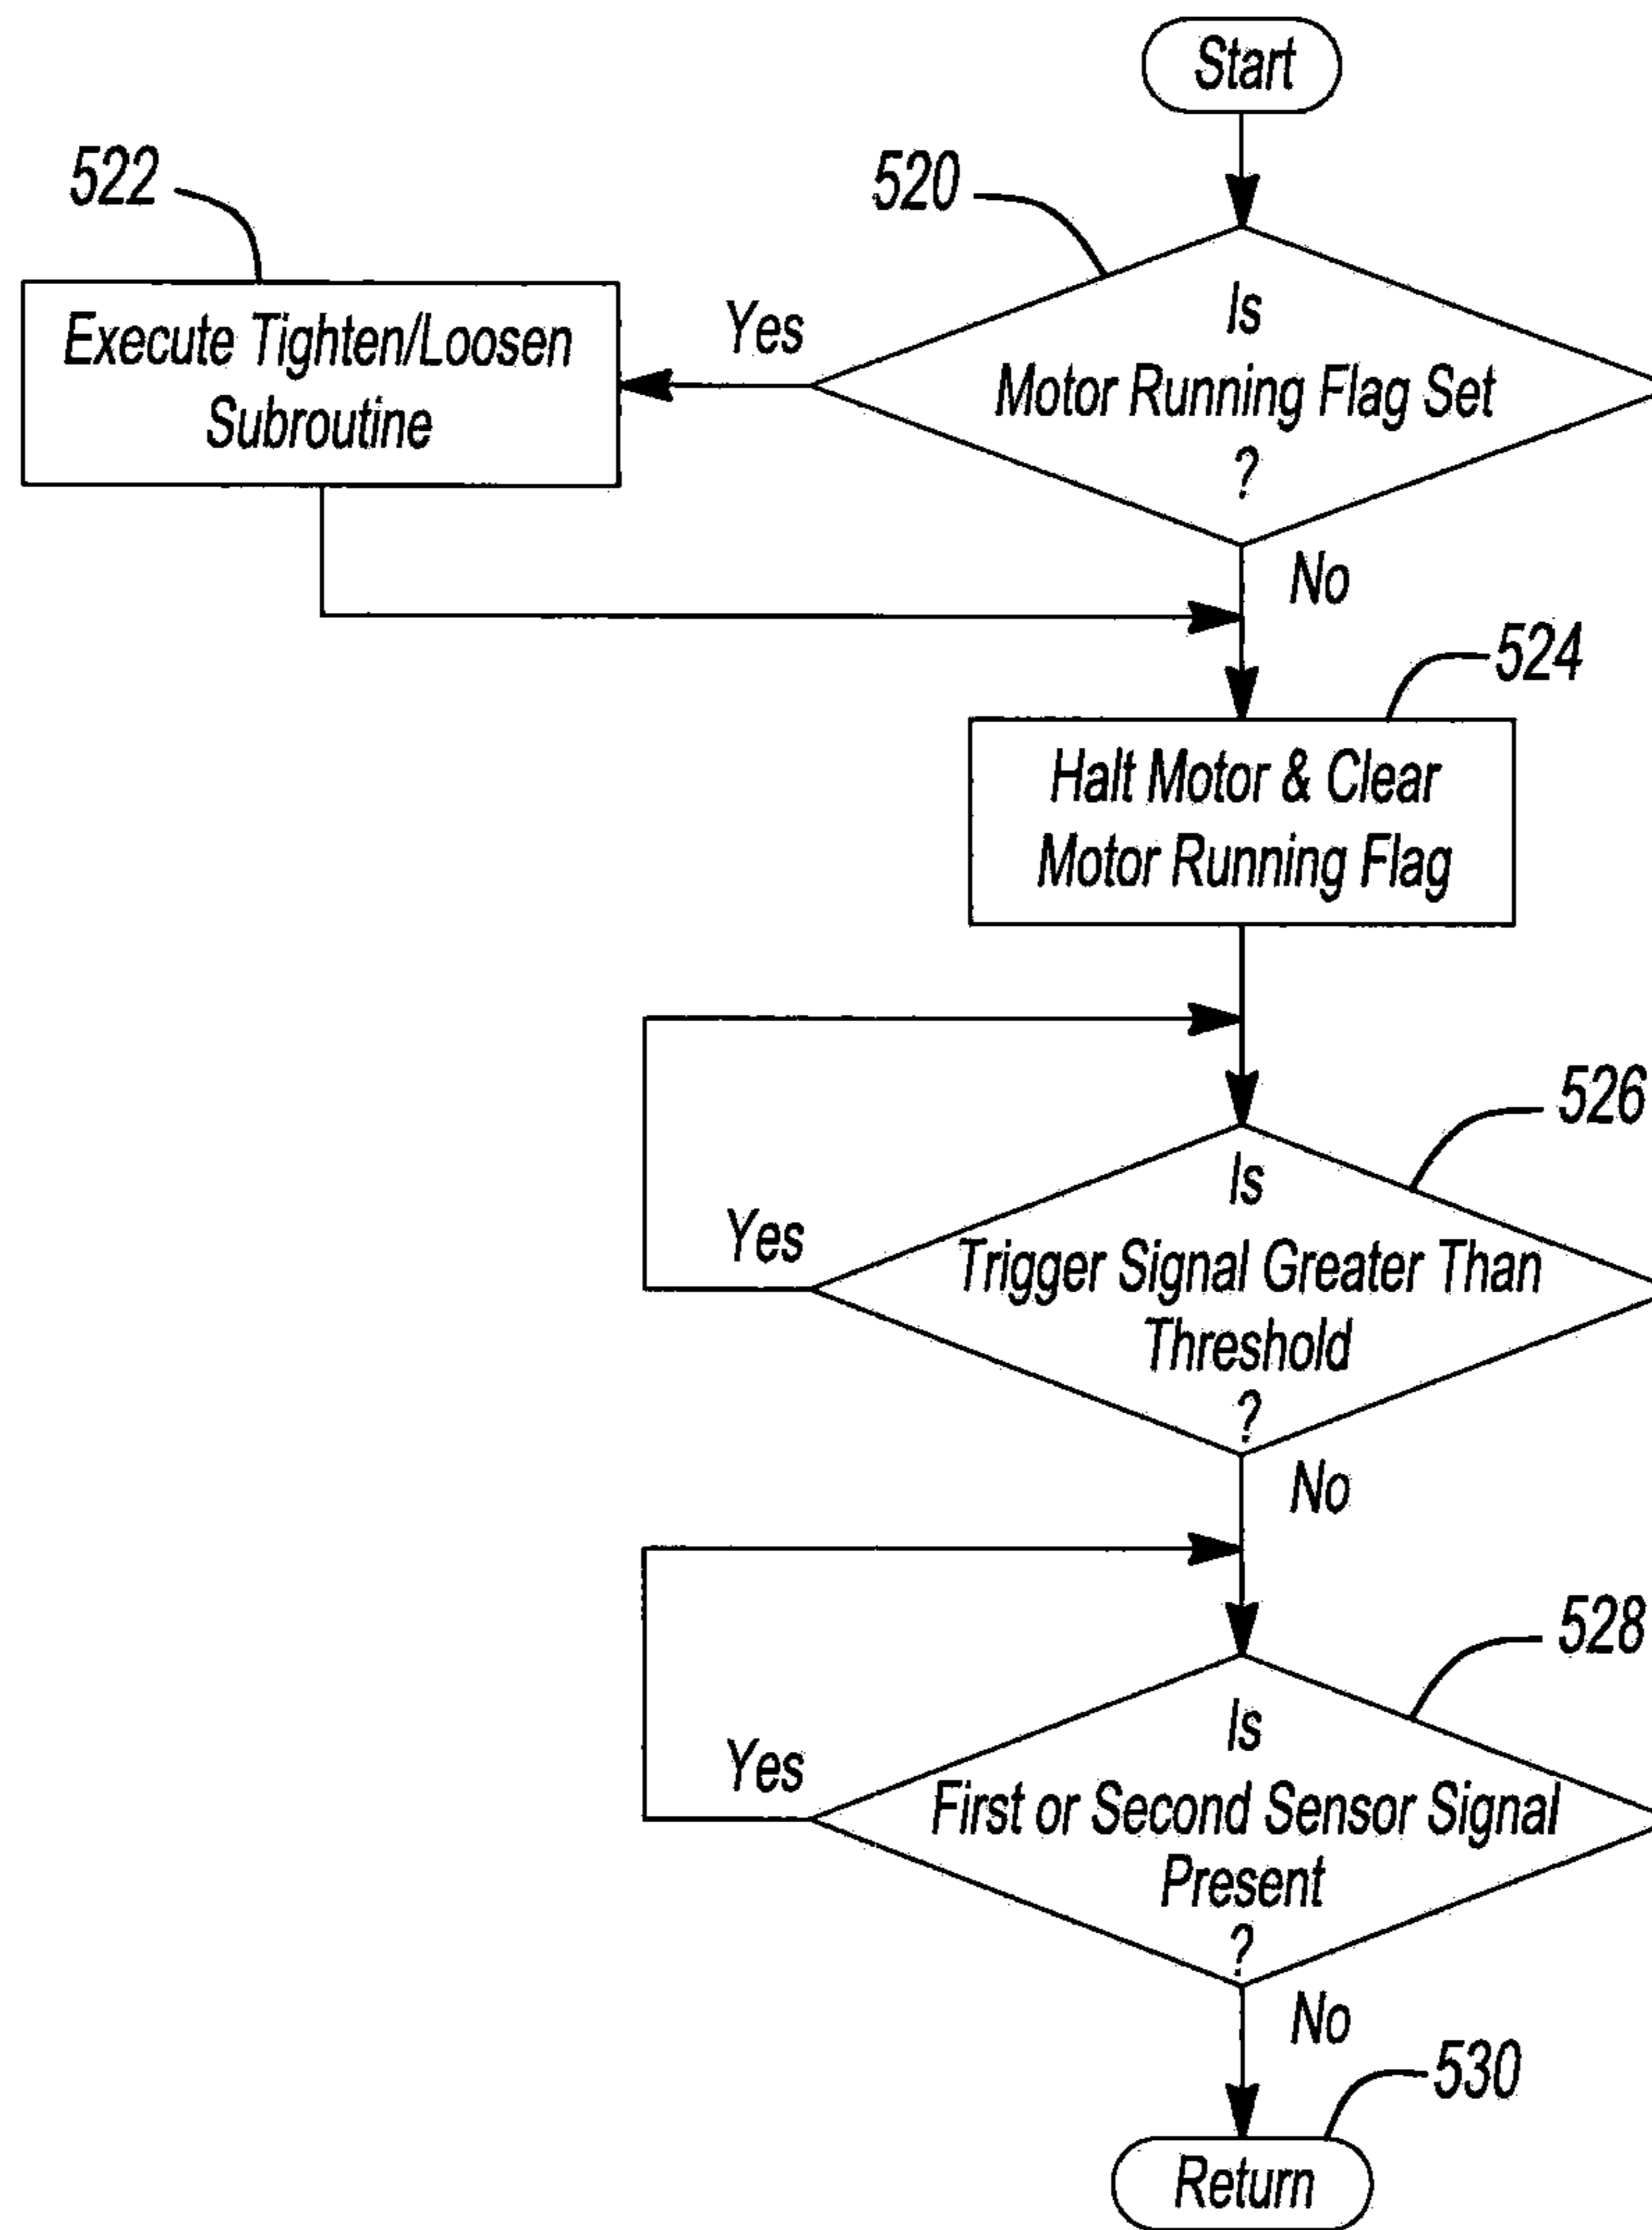 Start
522
520
Is
Motor Running Flag Set
?
Yes
Execute Tighten/Loosen
Subroutine
No
524
Halt Motor & Clear
Motor Running Flag
526
Is
Trigger Signal Greater Than
Threshold
?
Yes
No
528
Is
First or Second Sensor Signal
Present
?
Yes
No
530
Return